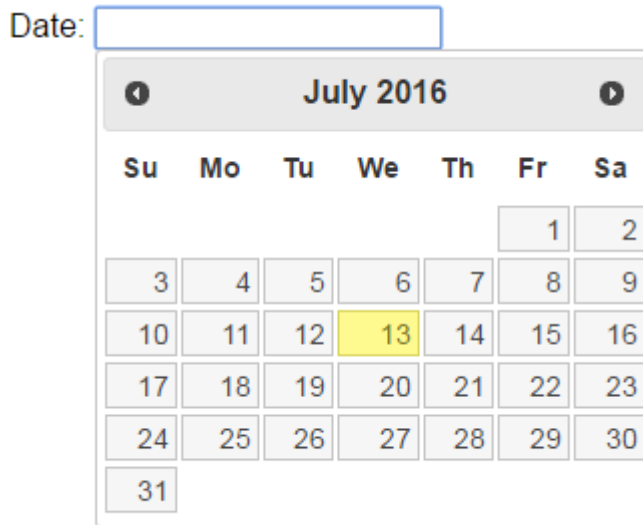 Date:
July 2016
Su Mo Tu We Th Fr Sa
1 2
3 4 5 6 7 8 9
10 11 12 13 14 15 16
17 18 19 20 21 22 23
24 25 26 27 28 29 30
31